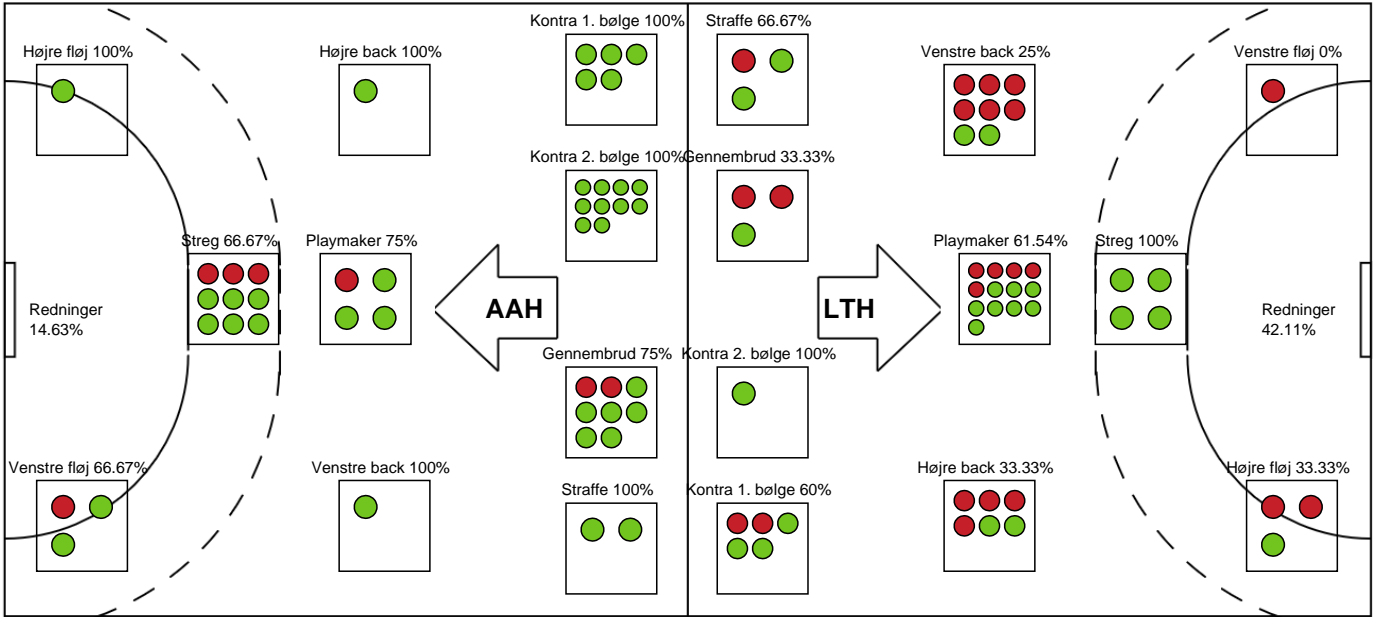 Kontra 1. bølge 100%
Straffe 66.67%
Højre fløj 100%
Højre back 100%
Venstre back 25%
Venstre fløj 0%
Kontra 2. bølge 100%
Gennembrud 33.33%
Streg 66.67%
Playmaker 75%
Playmaker 61.54%
Streg 100%
Redninger
14.63%
AAH
LTH
Redninger
42.11%
Gennembrud 75%
Kontra 2. bølge 100%
Venstre fløj 66.67%
Venstre back 100%
Højre back 33.33%
Højre fløj 33.33%
Straffe 100%
Kontra 1. bølge 60%